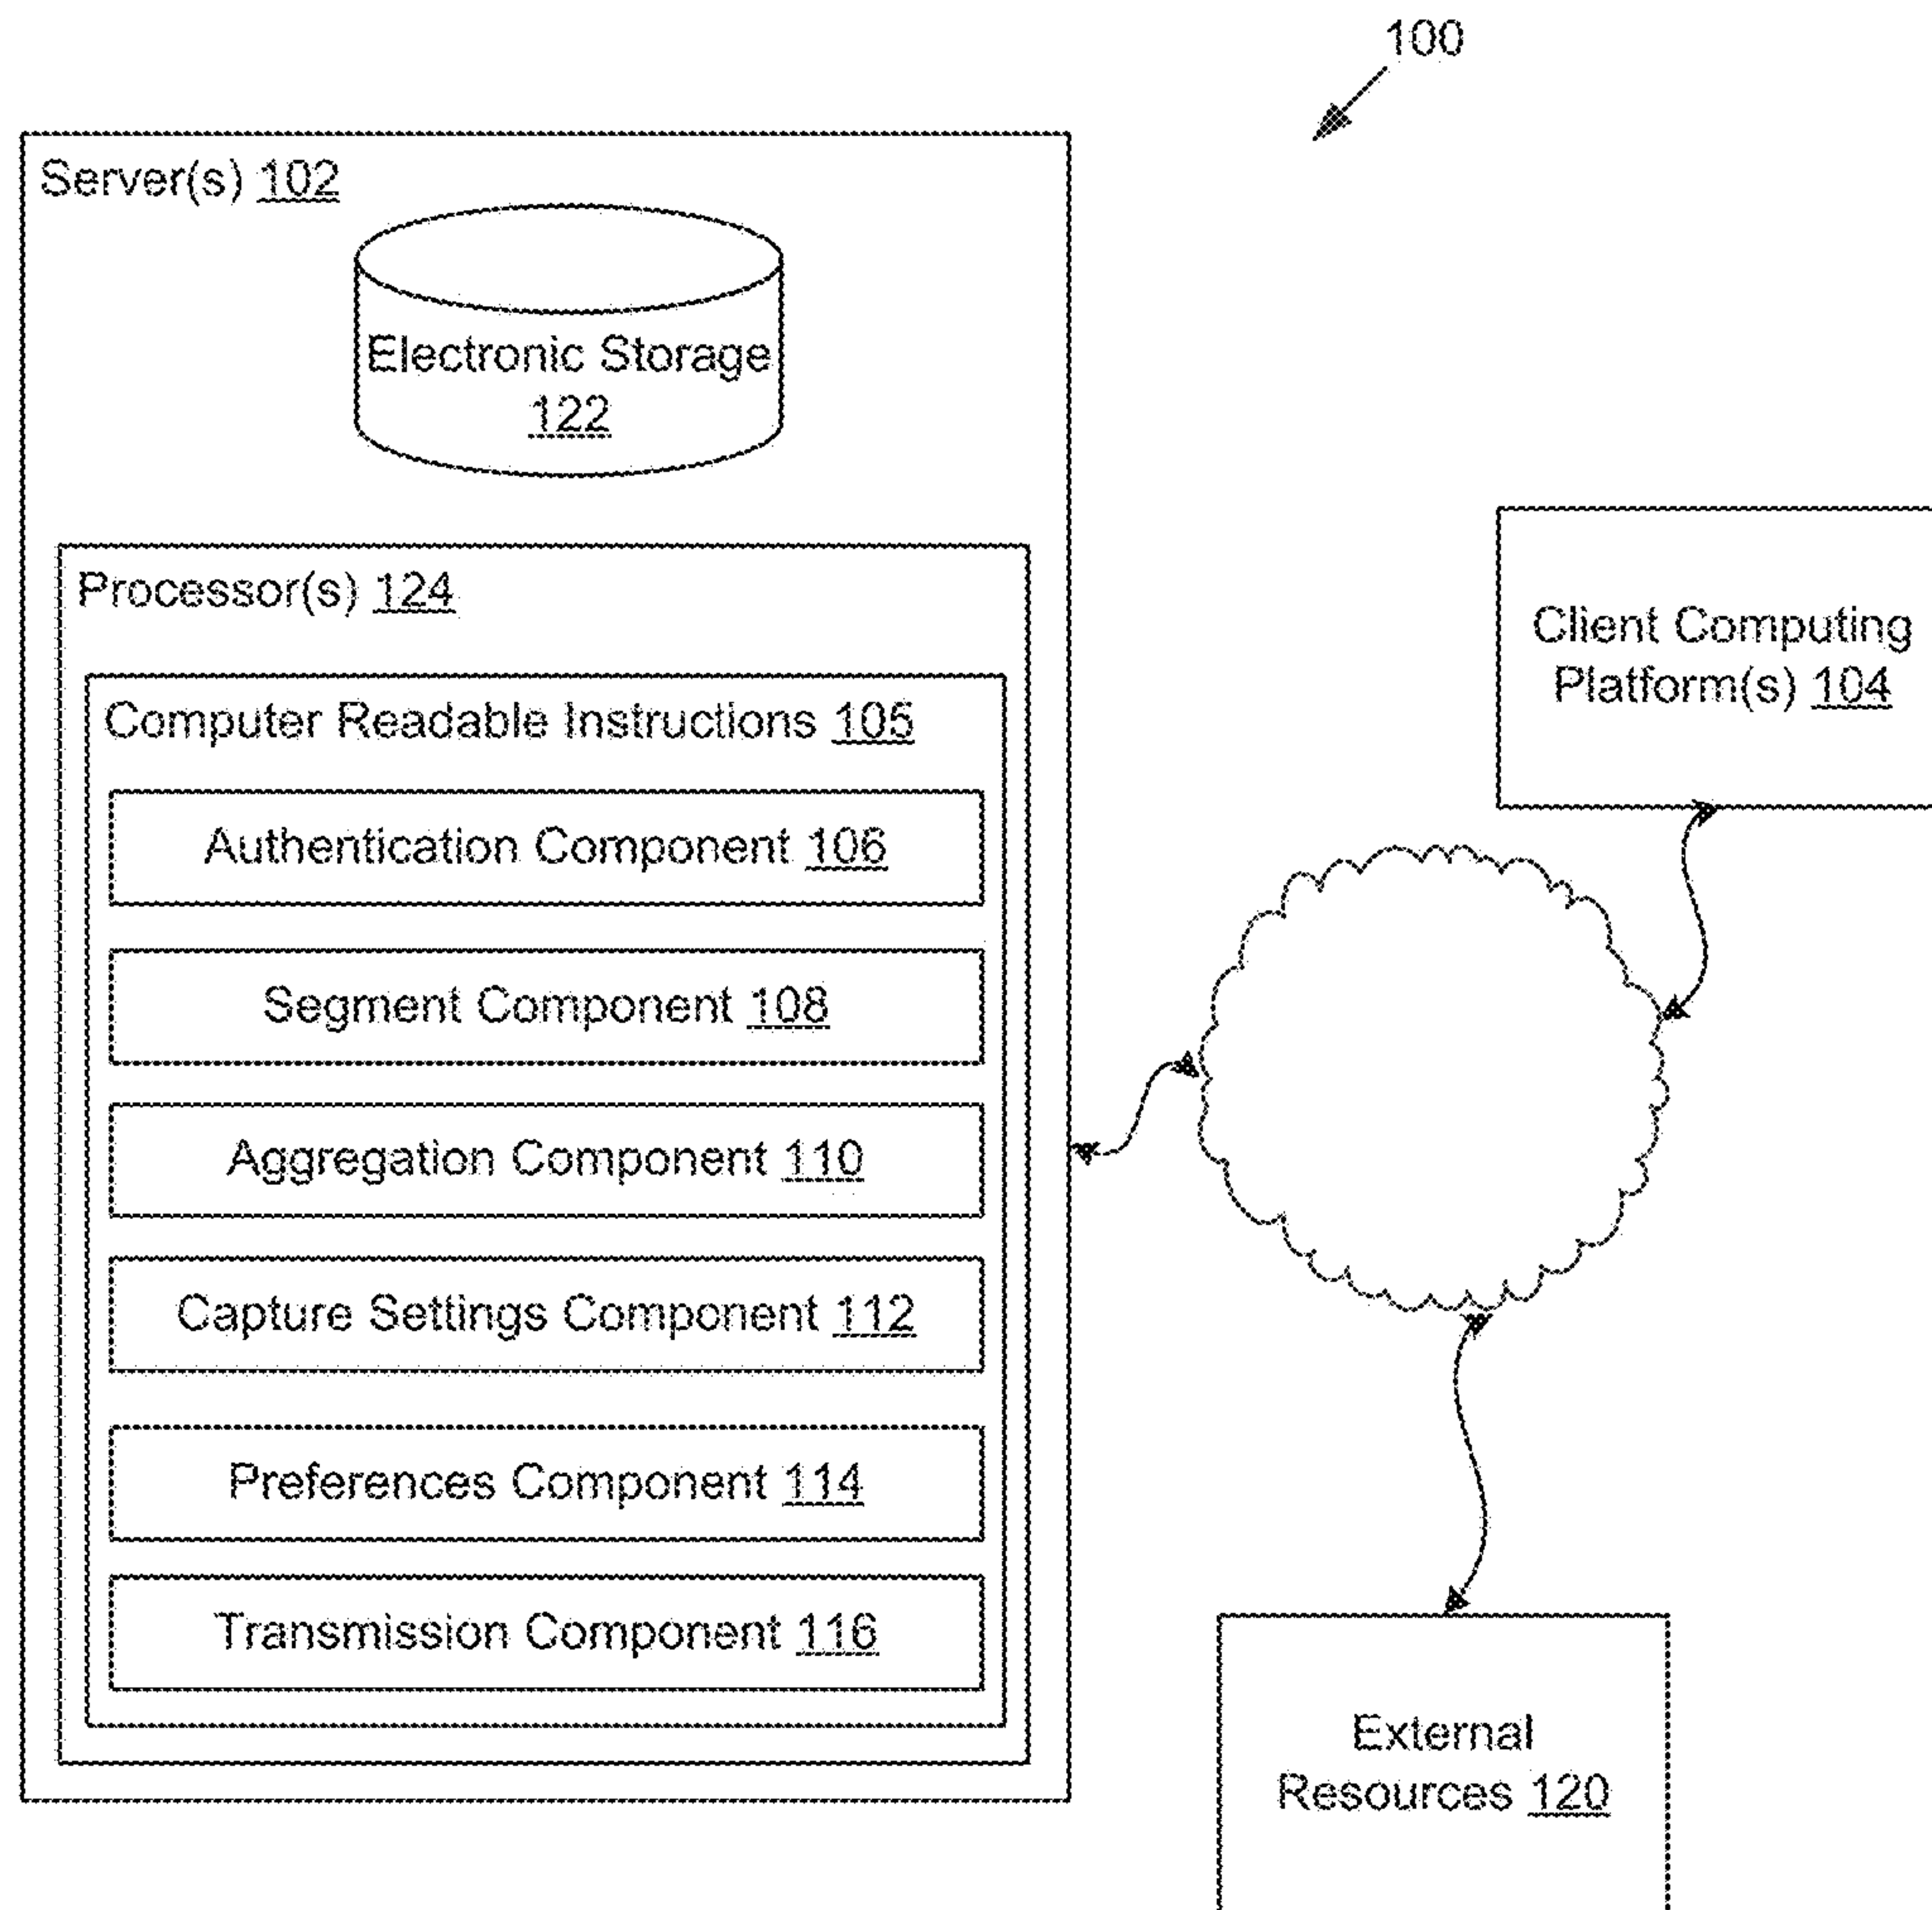 100
Server(s) 102
Electronic Storage
122
Processor(s) 124
Computer Readable Instructions 105
Authentication Component 106
Segment Component 108
Aggregation Component 110
Capture Settings Component 112
Preferences Component 114
Transmission Component 116
Client Computing
Platform(s) 104
External
Resources 120